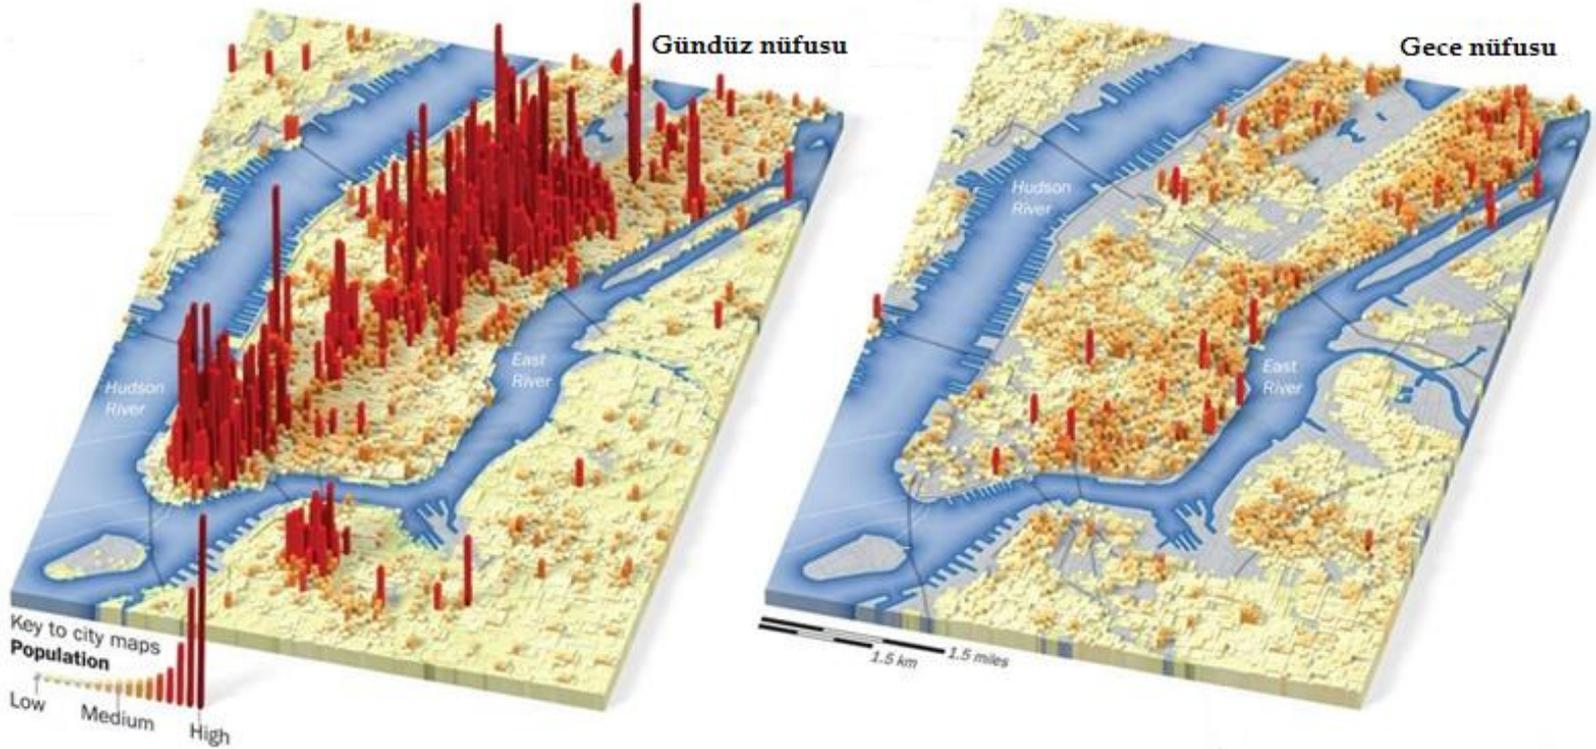 Gündüz nüfusu
Hudson
River
East
River
Key to city maps
Population
Low
Medium
High
Gece nüfusu
Hudson
River
East
River
1.5 km
1.5 miles